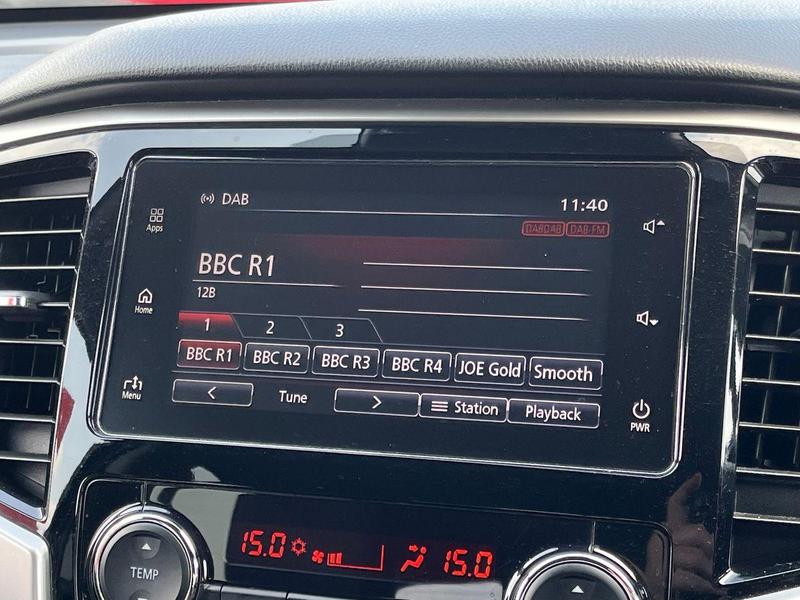 DAB
11:40
Apps
DAB DAB DAB-FM
BBC R1
12B
Home
1 2 3
BBC R1 BBC R2 BBC R3 BBC R4 JOE Gold Smooth
Menu
< Tune > Station Playback
PWR
15.0 15.0
TEMP